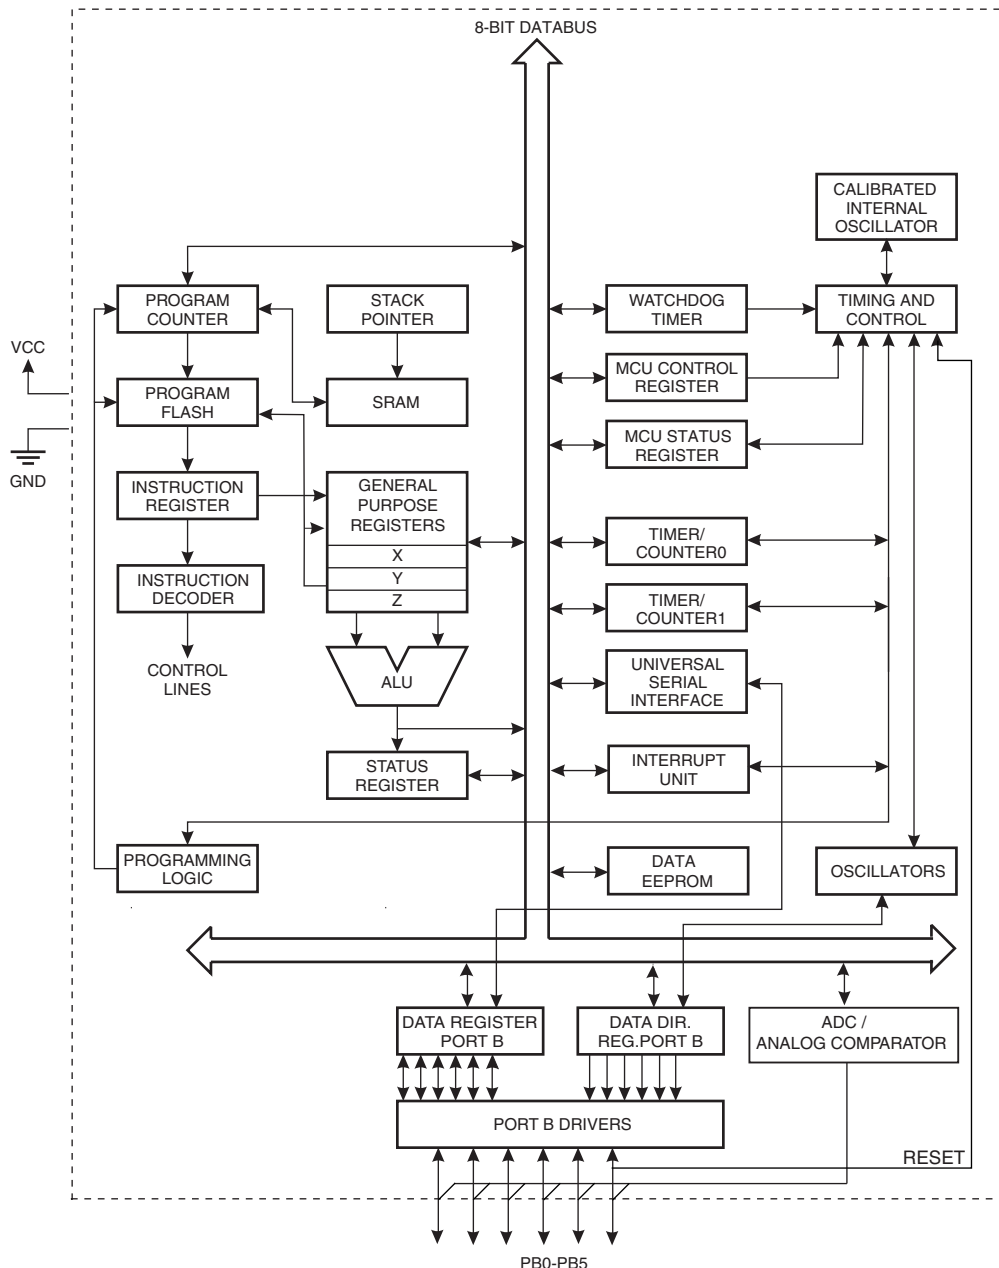 8-BIT DATABUS
CALIBRATED
INTERNAL
OSCILLATOR
PROGRAM
COUNTER
STACK
POINTER
WATCHDOG
TIMER
TIMING AND
CONTROL
VCC
PROGRAM
FLASH
SRAM
MCU CONTROL
REGISTER
MCU STATUS
REGISTER
GND
INSTRUCTION
REGISTER
GENERAL
PURPOSE
REGISTERS
X
Y
Z
TIMER/
COUNTER0
INSTRUCTION
DECODER
TIMER/
COUNTER1
CONTROL
LINES
ALU
UNIVERSAL
SERIAL
INTERFACE
STATUS
REGISTER
INTERRUPT
UNIT
PROGRAMMING
LOGIC
DATA
EEPROM
OSCILLATORS
DATA REGISTER
PORT B
DATA DIR.
REG.PORT B
ADC /
ANALOG COMPARATOR
PORT B DRIVERS
RESET
PB0-PB5